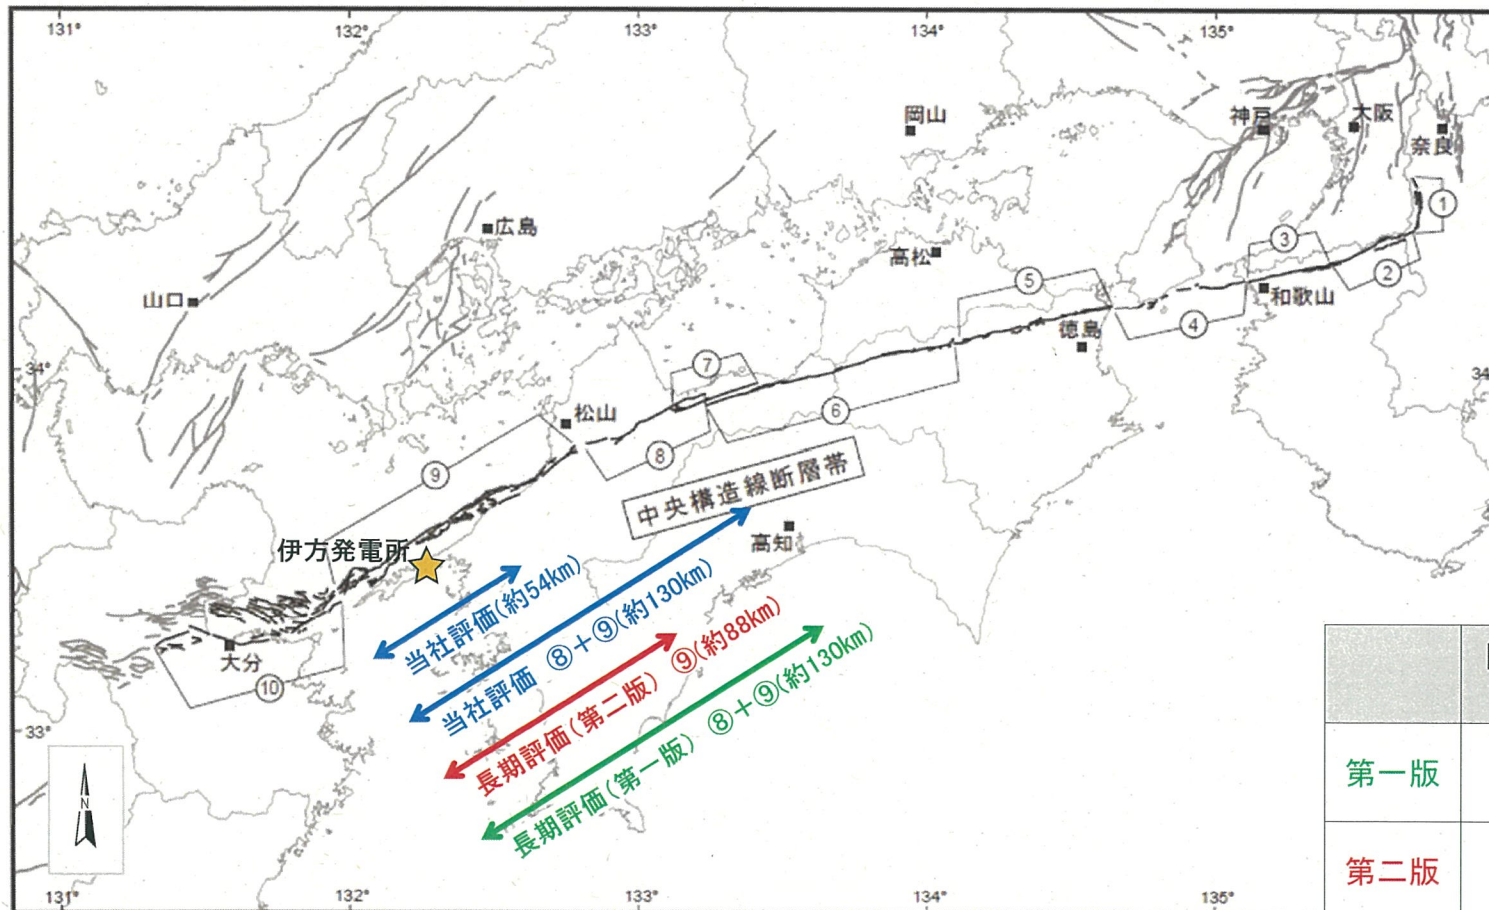 131°
132°
133°
134°
135°
岡山
神戸
大阪
奈良
①
広島
高松
③
②
⑤
山口
和歌山
④
徳島
34°
⑦
34
松山
⑥
⑧
⑨
中央構造線断層帯
高知
伊方発電所
当社評価(約54km)
当社評価 ⑧+⑨(約130km)
長期評価(第二版) ⑨(約88km)
長期評価(第一版) ⑧+⑨(約130km)
大分
⑩
33°
N
第一版
第二版
131°
132°
133°
134°
135°